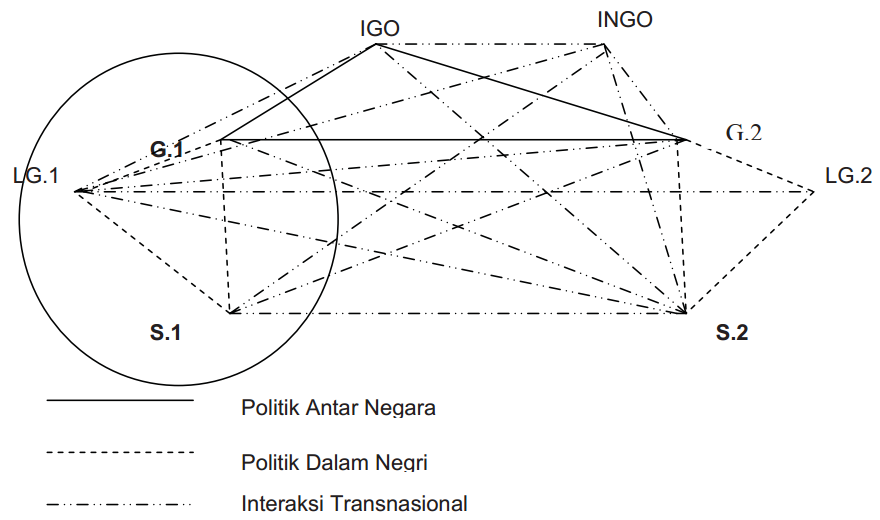 IGO
INGO
G.1
G.2
LG.1
LG.2
S.1
S.2
Politik Antar Negara
Politik Dalam Negri
Interaksi Transnasional